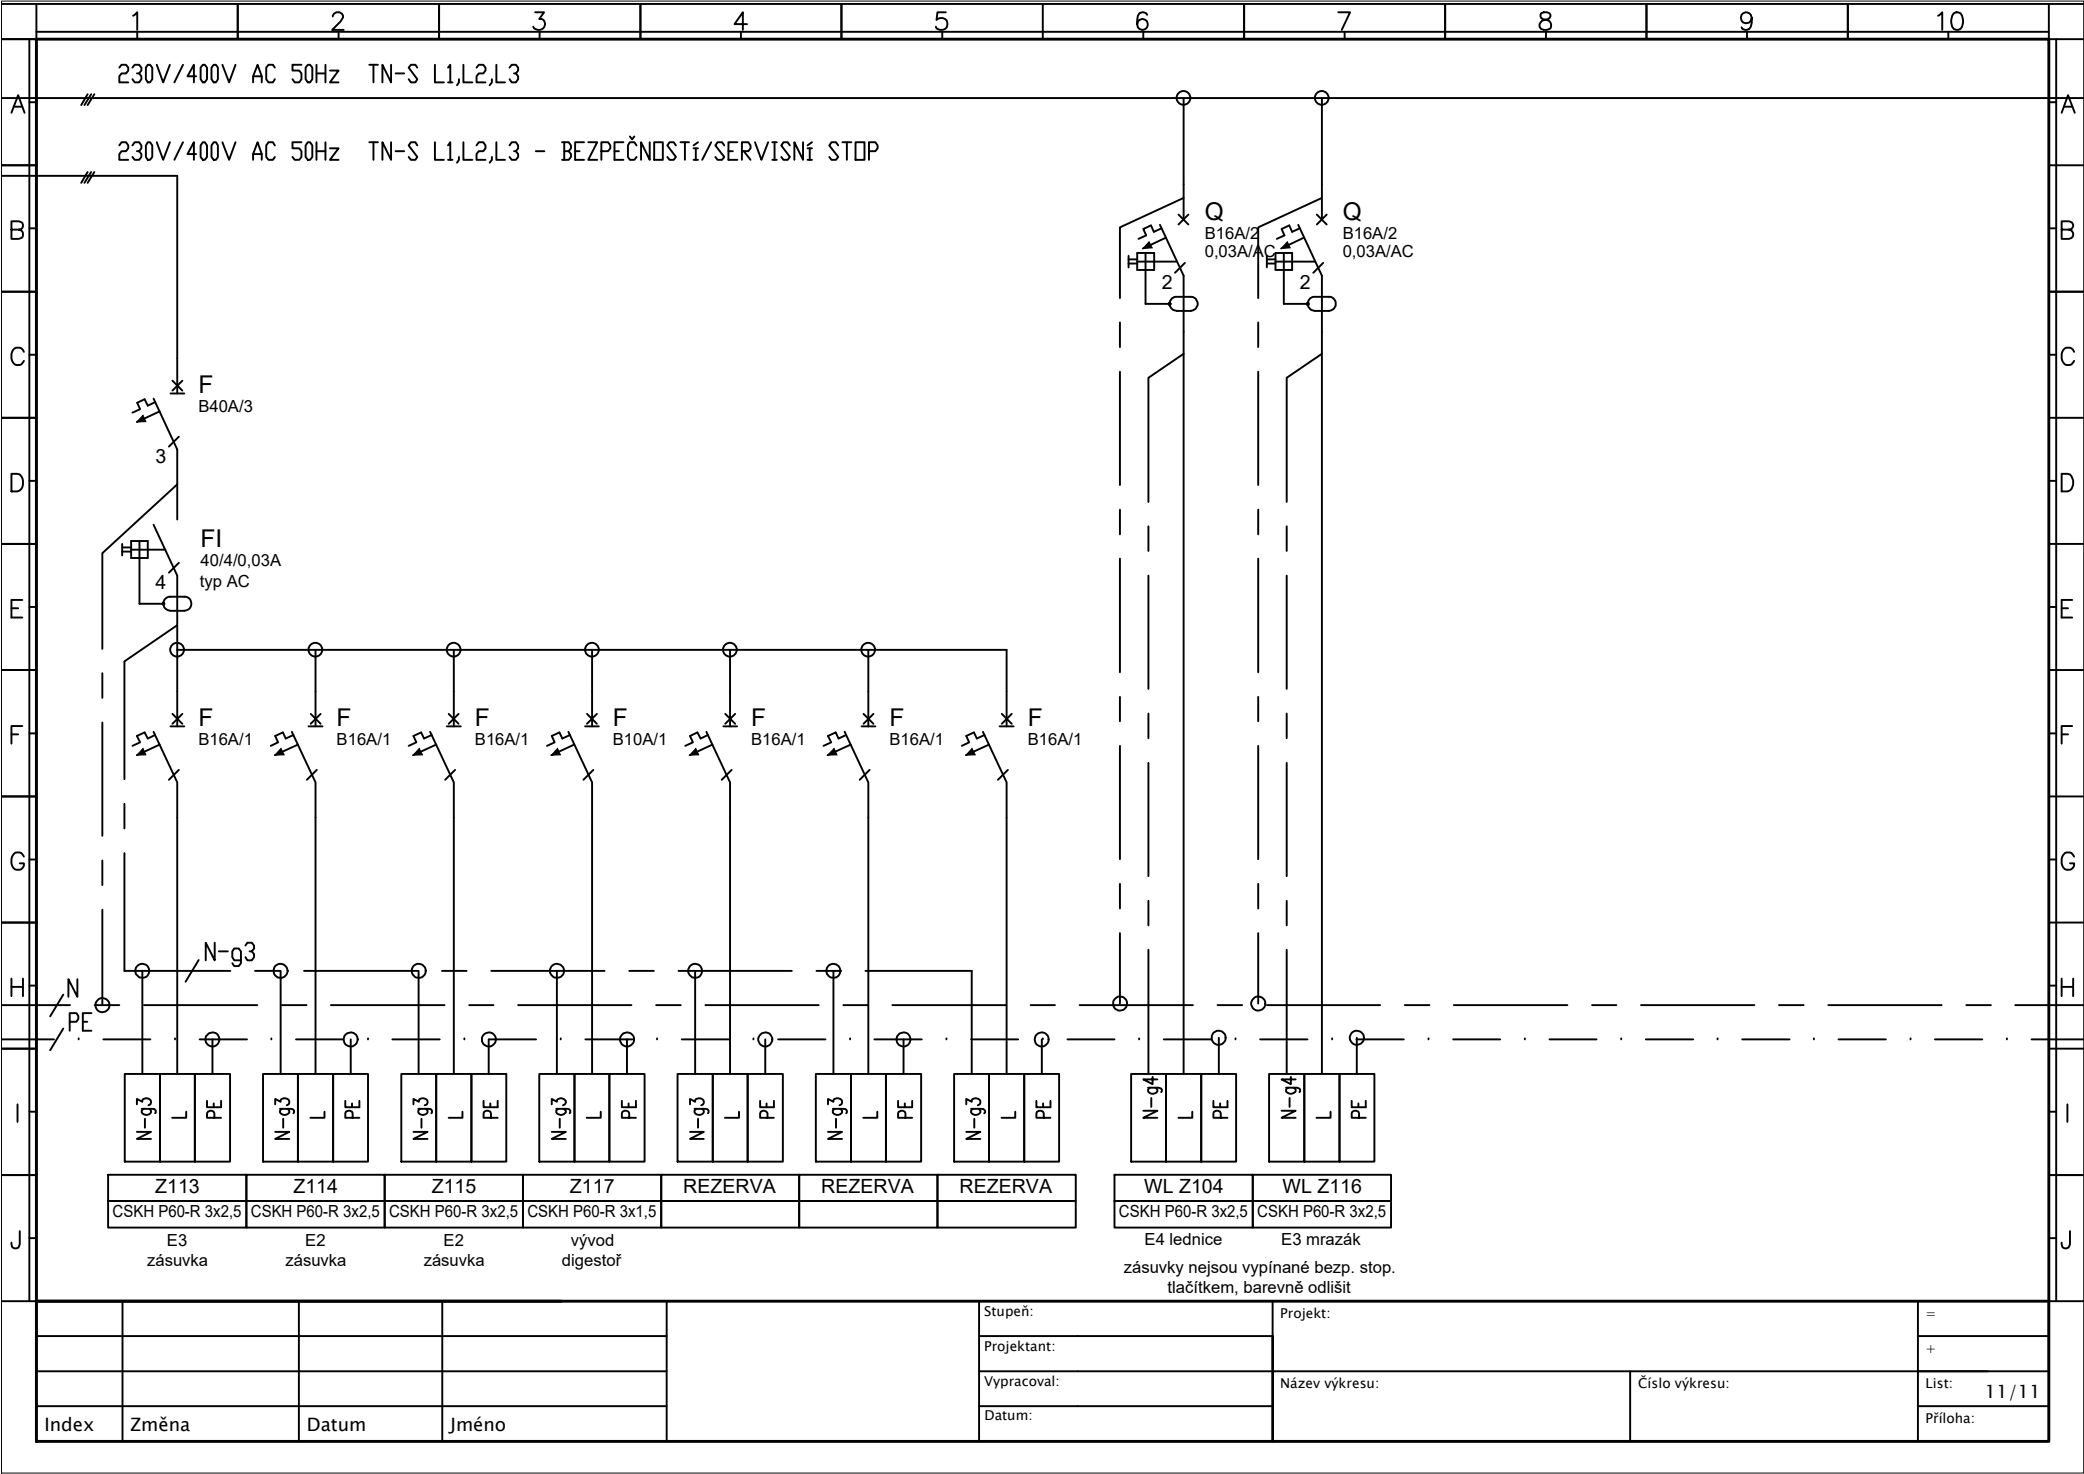 1 2 3 4 5 6 7 8 9 10
230V/400V AC 50Hz TN-S L1,L2,L3
A A
230V/400V AC 50Hz TN-S L1,L2,L3 - BEZPEČNOSTí/SERVISNí STOP
B B
Q
B16A/2
0,03A/AC
2
Q
B16A/2
0,03A/AC
2
C C
F
B40A/3
3
D D
FI
40/4/0,03A
typ AC
4
E E
F
B16A/1
F
B16A/1
F
B16A/1
F
B10A/1
F
B16A/1
F
B16A/1
F
B16A/1
F F
G G
N-g3
H H
N
PE
N-g3 L PE
N-g3 L PE
N-g3 L PE
N-g3 L PE
N-g3 L PE
N-g3 L PE
N-g3 L PE
N-g4 L PE
N-g4 L PE
I I
Z113 Z114 Z115 Z117 REZERVA REZERVA REZERVA WL Z104 WL Z116
CSKH P60-R 3x2,5 CSKH P60-R 3x2,5 CSKH P60-R 3x2,5 CSKH P60-R 3x1,5 CSKH P60-R 3x2,5 CSKH P60-R 3x2,5
J J
E3
zásuvka
E2
zásuvka
E2
zásuvka
vývod
digestoř
E4 lednice
E3 mrazák
zásuvky nejsou vypínané bezp. stop.
tlačítkem, barevně odlišit
Stupeň:
Projekt:
=
Projektant:
+
Vypracoval:
Název výkresu:
Číslo výkresu:
List: 11/11
Index Změna Datum Jméno
Datum:
Příloha: